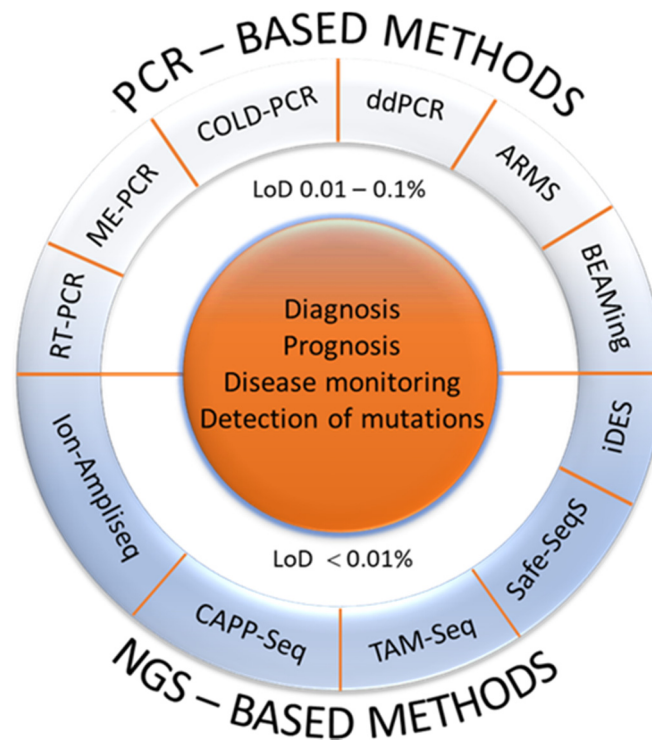 PCR – BASED METHODS
RT-PCR
ME-PCR
COLD-PCR
ddPCR
ARMS
BEAMing
LoD 0.01 – 0.1%
Diagnosis
Prognosis
Disease monitoring
Detection of mutations
LoD < 0.01%
Ion-Ampliseq
CAPP-Seq
TAM-Seq
Safe-SeqS
iDES
NGS – BASED METHODS